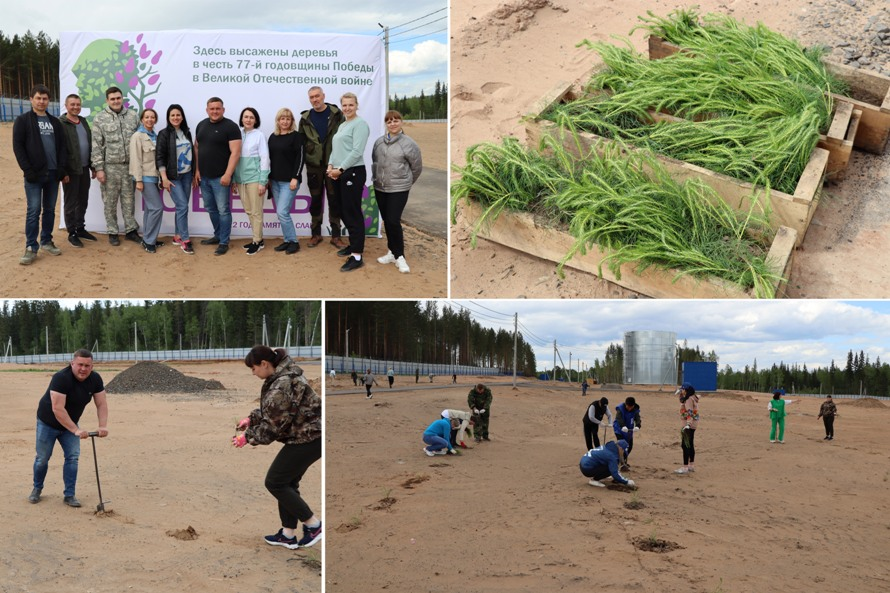 Здесь высажены деревья
в честь 77-й годовщины Победы
в Великой Отечественной войне